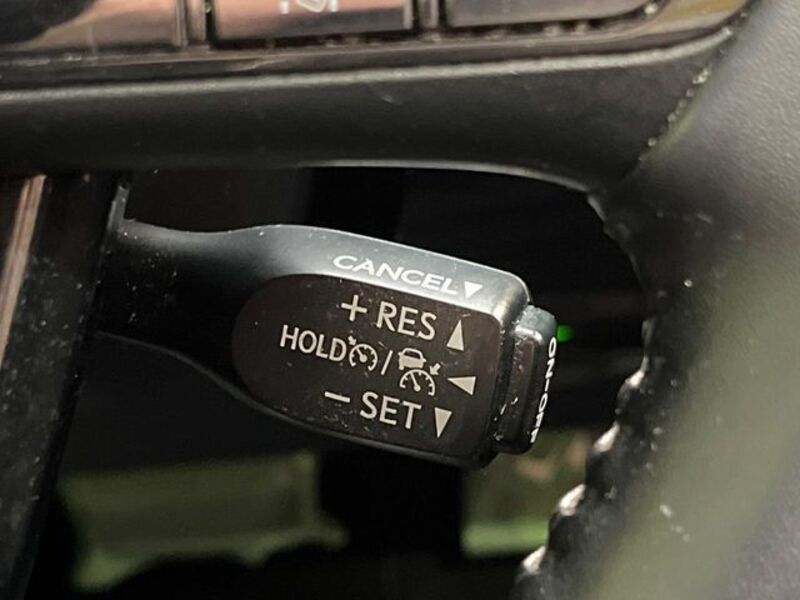 CANCEL▼
+ RES ▲
HOLD / ◀
− SET ▼
ON-OFF